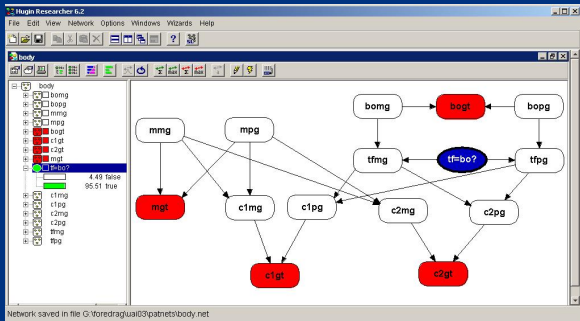 Hugin Researcher 6.2
File Edit View Network Options Windows Wizards Help
body
body
bomg
bopg
mmg
mpg
bogt
c1gt
c2gt
mgt
tf=bo?
4.49 false
95.51 true
c1mg
c1pg
c2mg
c2pg
tfmg
tfpg
bomg bogt bopg
mmg mpg
tfmg tf=bo? tfpg
mgt c1mg c1pg c2mg c2pg
c1gt c2gt
Network saved in file G:\foredrag\uai03\patnets\body.net